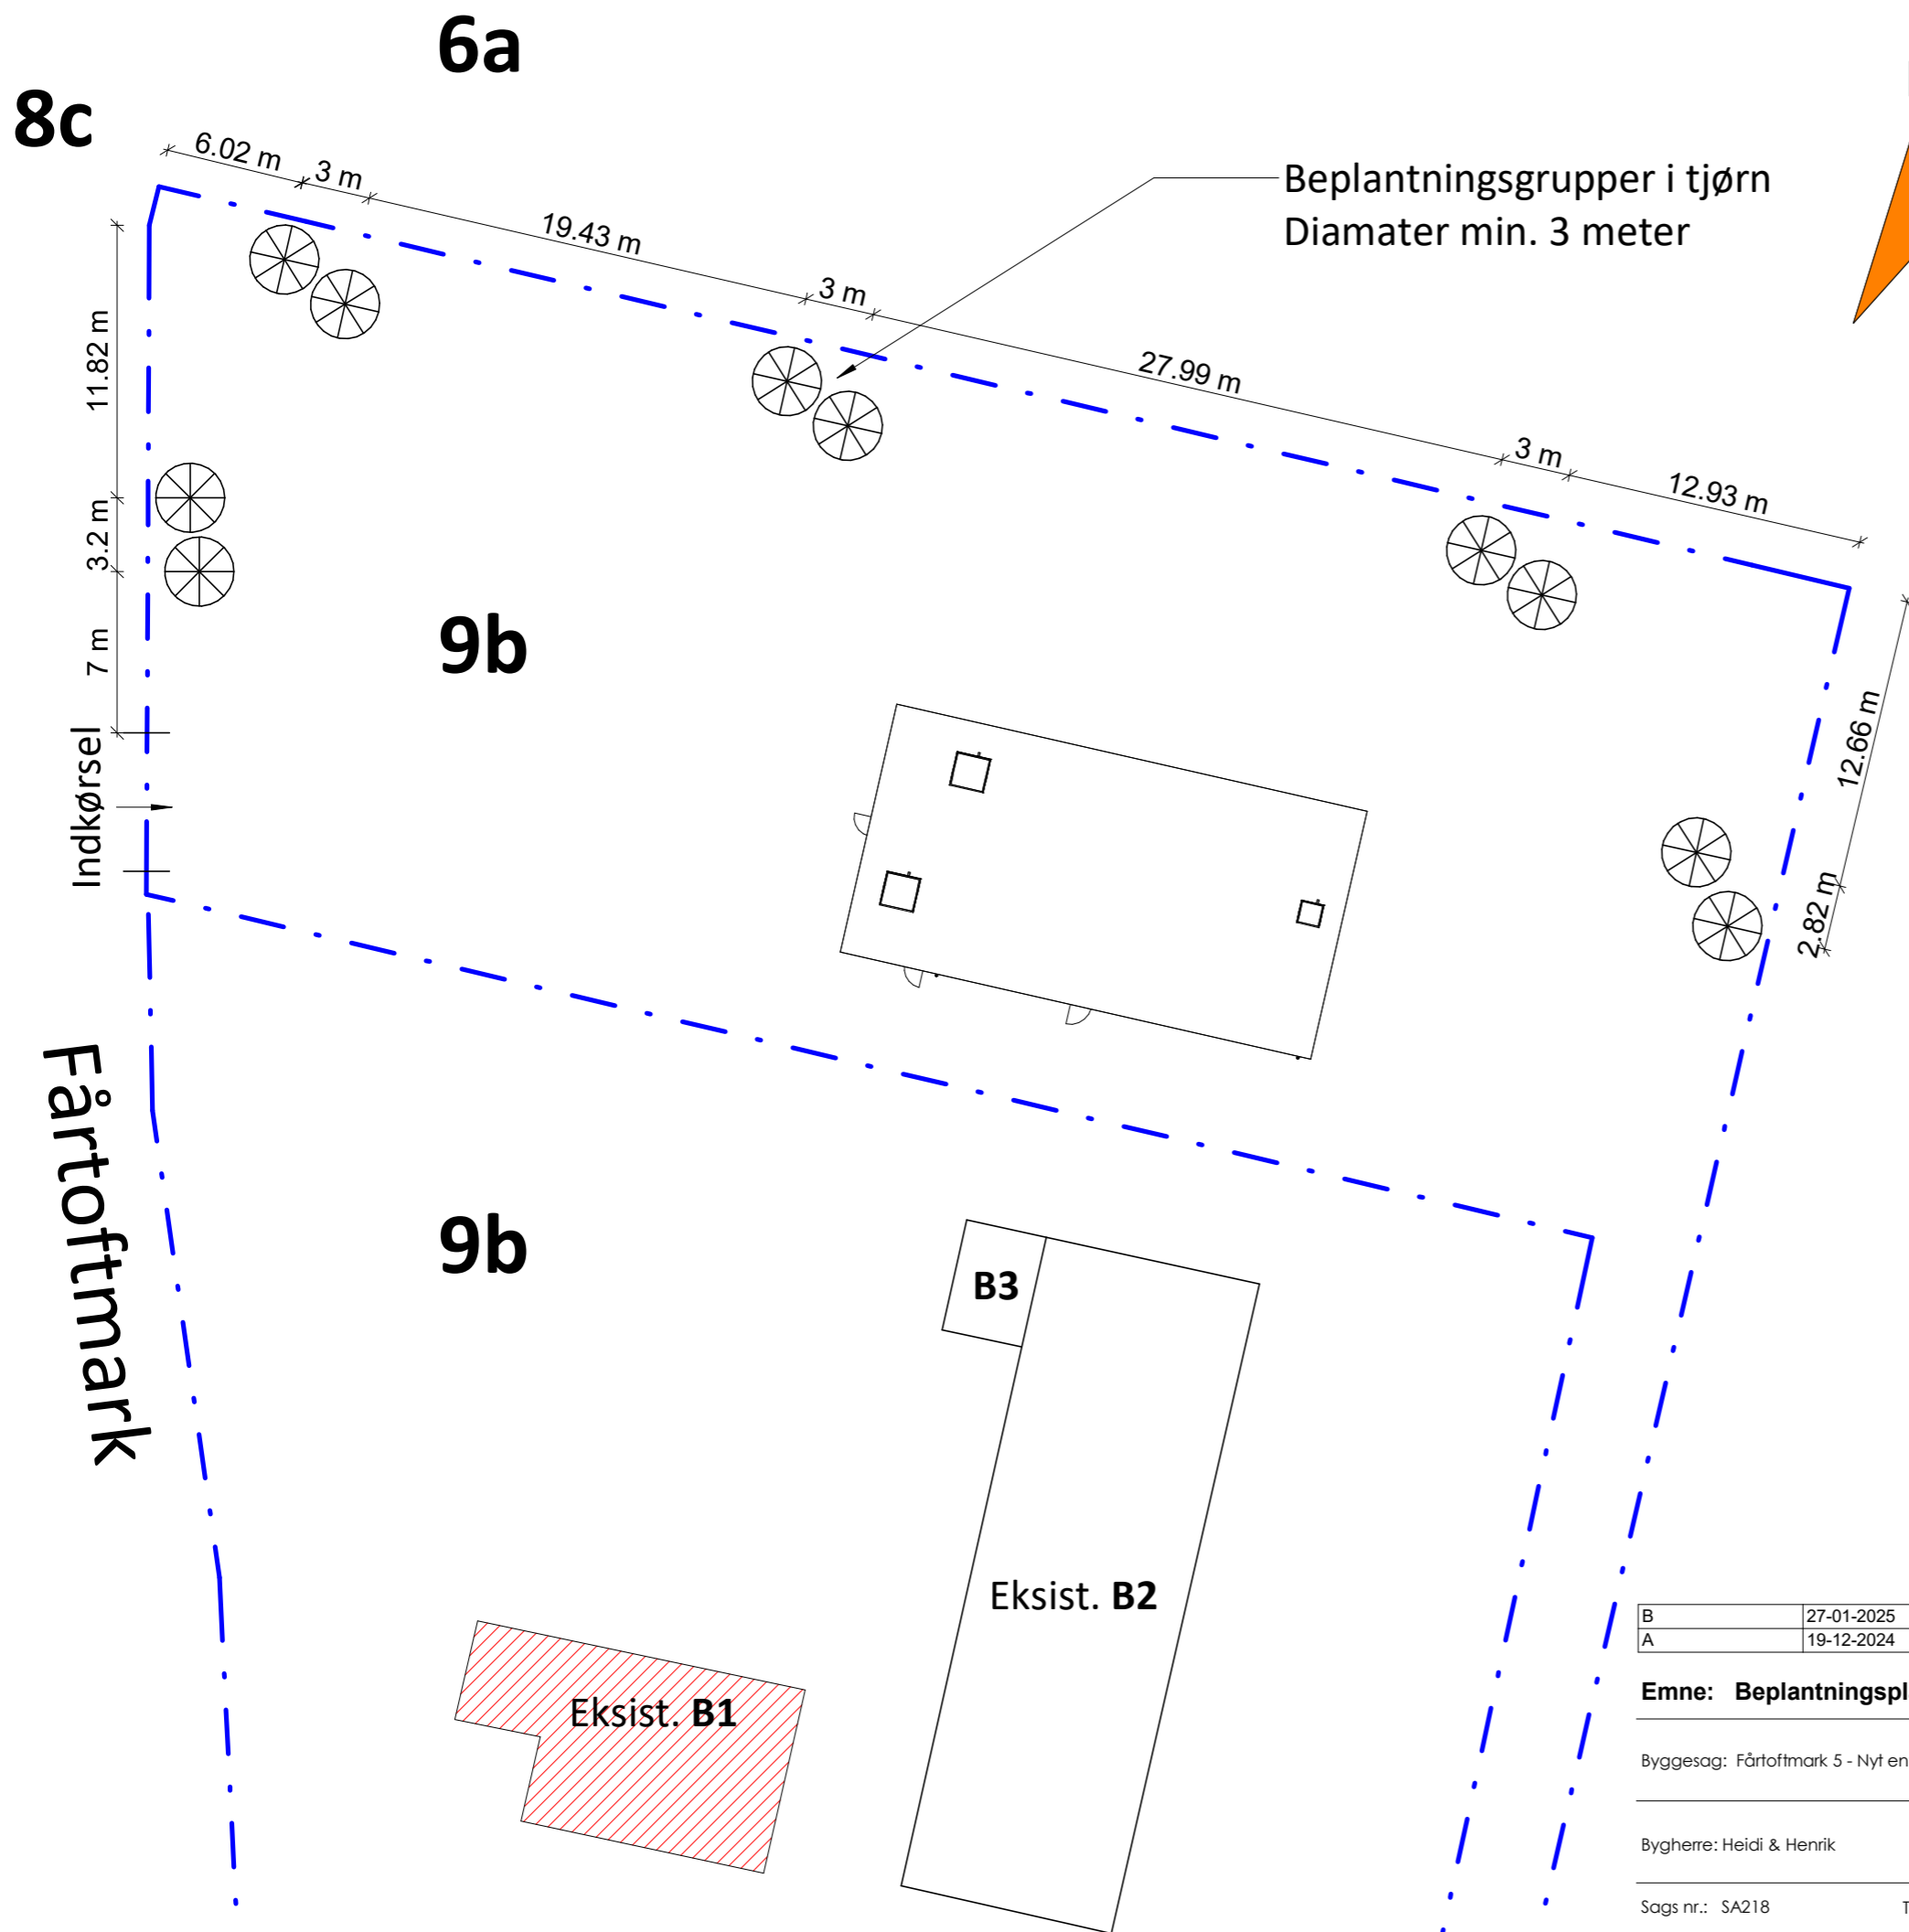 6a
8c
6.02 m
3 m
19.43 m
3 m
27.99 m
3 m
12.93 m
Beplantningsgrupper i tjørn
Diamater min. 3 meter
11.82 m
3.2 m
7 m
Indkørsel
9b
12.66 m
2.82 m
Fårtoftmark
9b
B3
Eksist. B2
Eksist. B1
B 27-01-2025
A 19-12-2024
Emne: Beplantningspl
Byggesag: Fårtoftmark 5 - Nyt en
Bygherre: Heidi & Henrik
Sags nr.: SA218 T